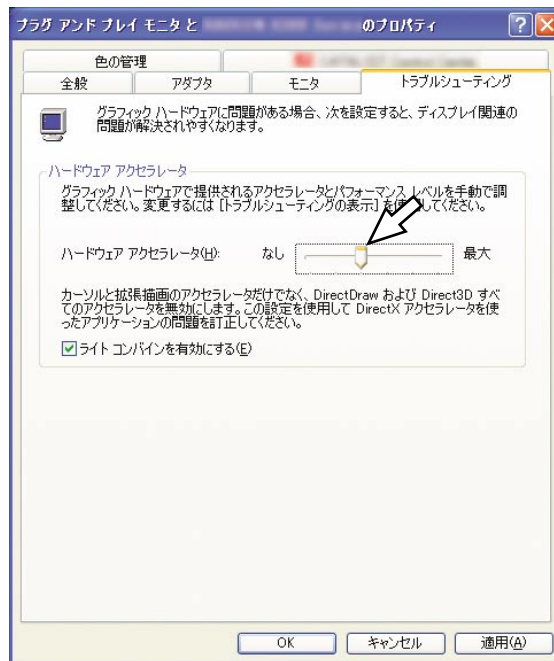 プラグ アンド プレイ モニタ と
のプロパティ
色の管理
全般
アダプタ
モニタ
トラブルシューティング
グラフィック ハードウェアに問題がある場合、次を設定すると、ディスプレイ関連の
問題が解決されやすくなります。
ハードウェア アクセラレータ
グラフィック ハードウェアで提供されるアクセラレータとパフォーマンス レベルを手動で調
整してください。変更するには [トラブルシューティングの表示] を使用してください。
ハードウェア アクセラレータ(H):
なし
最大
カーソルと拡張描画のアクセラレータだけでなく、DirectDraw および Direct3D すべ
てのアクセラレータを無効にします。この設定を使用して DirectX アクセラレータを使
ったアプリケーションの問題を訂正してください。
ライト コンバインを有効にする(E)
OK
キャンセル
適用(A)